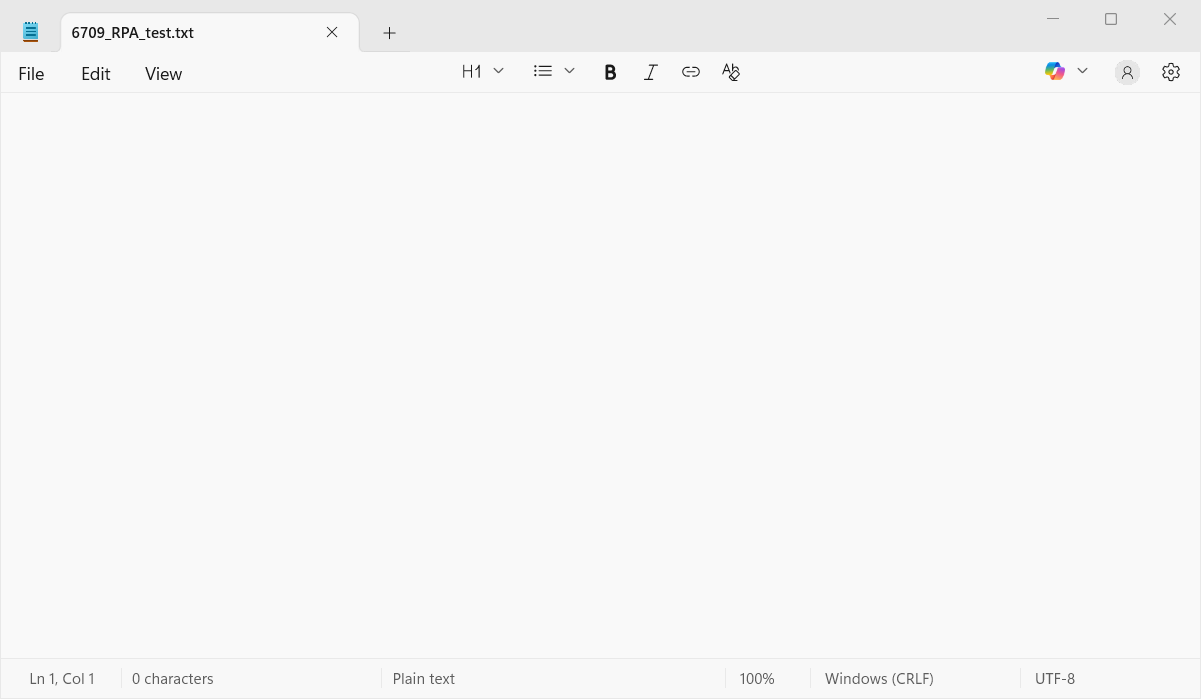 6709_RPA_test.txt
File Edit View H1 B I
Ln 1, Col 1 0 characters Plain text 100% Windows (CRLF) UTF-8